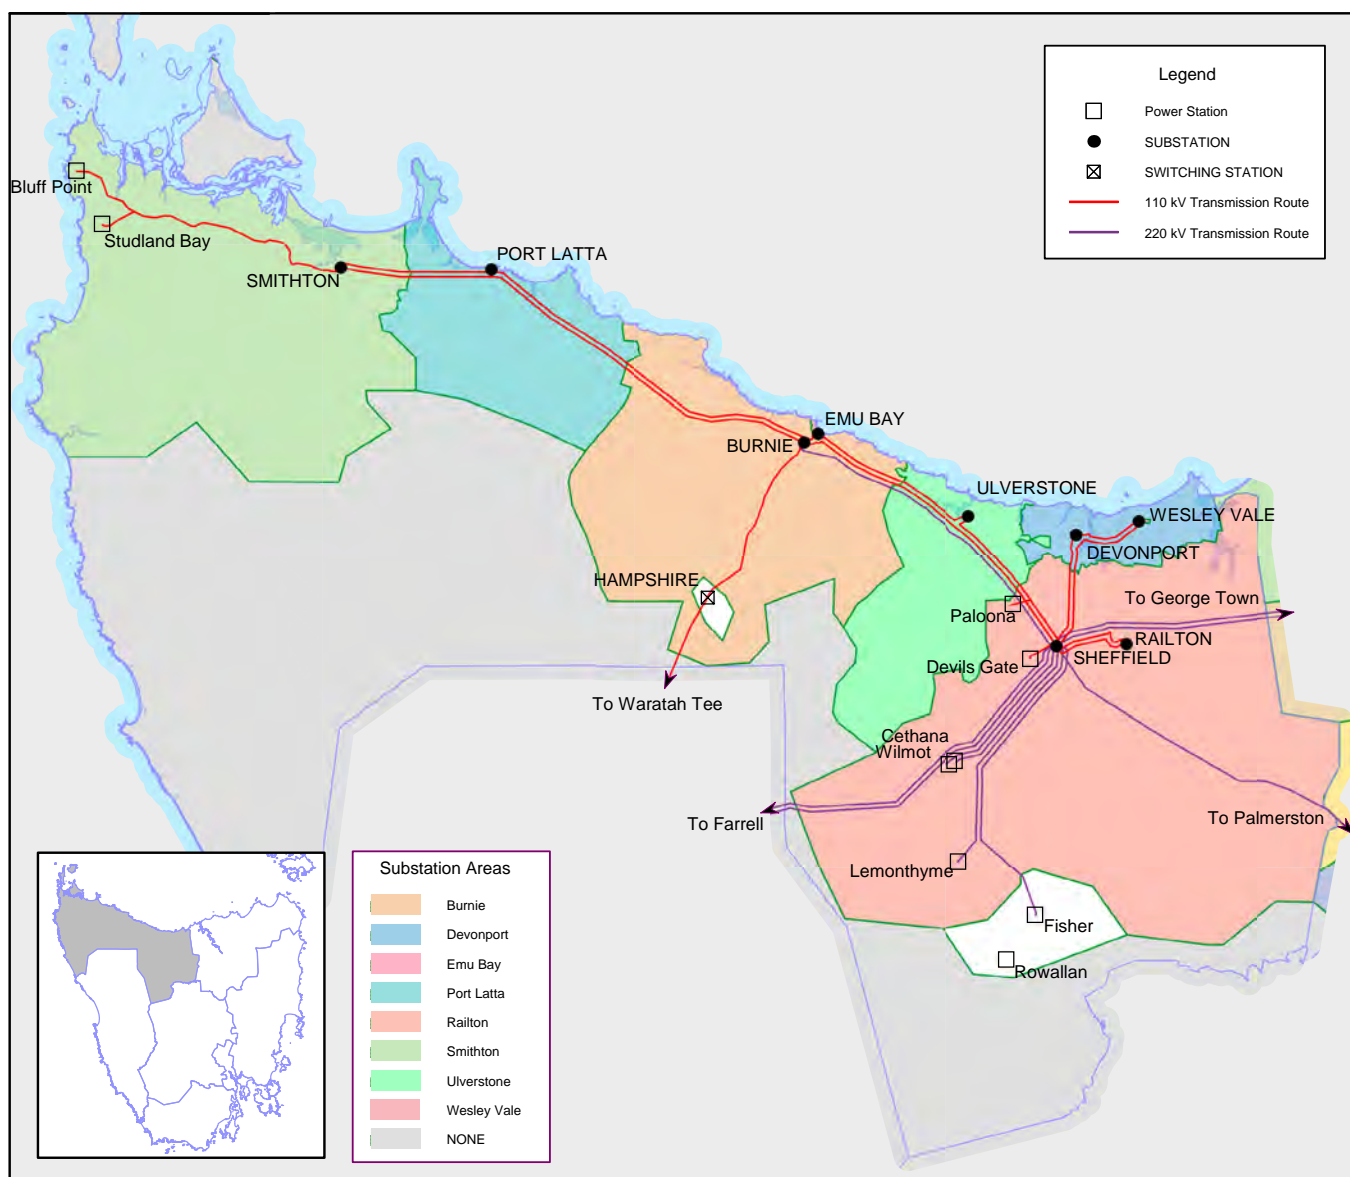 Legend
Power Station
SUBSTATION
SWITCHING STATION
110 kV Transmission Route
220 kV Transmission Route
Bluff Point
Studland Bay
SMITHTON
PORT LATTA
EMU BAY
BURNIE
ULVERSTONE
WESLEY VALE
DEVONPORT
HAMPSHIRE
To George Town
Paloona
RAILTON
SHEFFIELD
Devils Gate
To Waratah Tee
Cethana
Wilmot
To Farrell
To Palmerston
Lemonthyme
Fisher
Rowallan
Substation Areas
Burnie
Devonport
Emu Bay
Port Latta
Railton
Smithton
Ulverstone
Wesley Vale
NONE